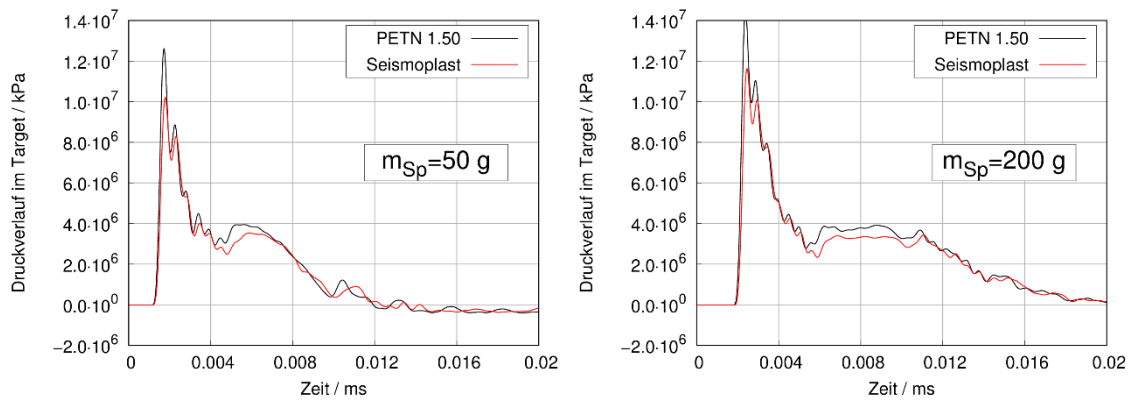 1.4·10⁷
1.2·10⁷
1.0·10⁷
8.0·10⁶
6.0·10⁶
4.0·10⁶
2.0·10⁶
0.0·10⁰
−2.0·10⁶
Druckverlauf im Target / kPa
PETN 1.50
Seismoplast
m_Sp=50 g
0 0.004 0.008 0.012 0.016 0.02
Zeit / ms
1.4·10⁷
1.2·10⁷
1.0·10⁷
8.0·10⁶
6.0·10⁶
4.0·10⁶
2.0·10⁶
0.0·10⁰
−2.0·10⁶
Druckverlauf im Target / kPa
PETN 1.50
Seismoplast
m_Sp=200 g
0 0.004 0.008 0.012 0.016 0.02
Zeit / ms